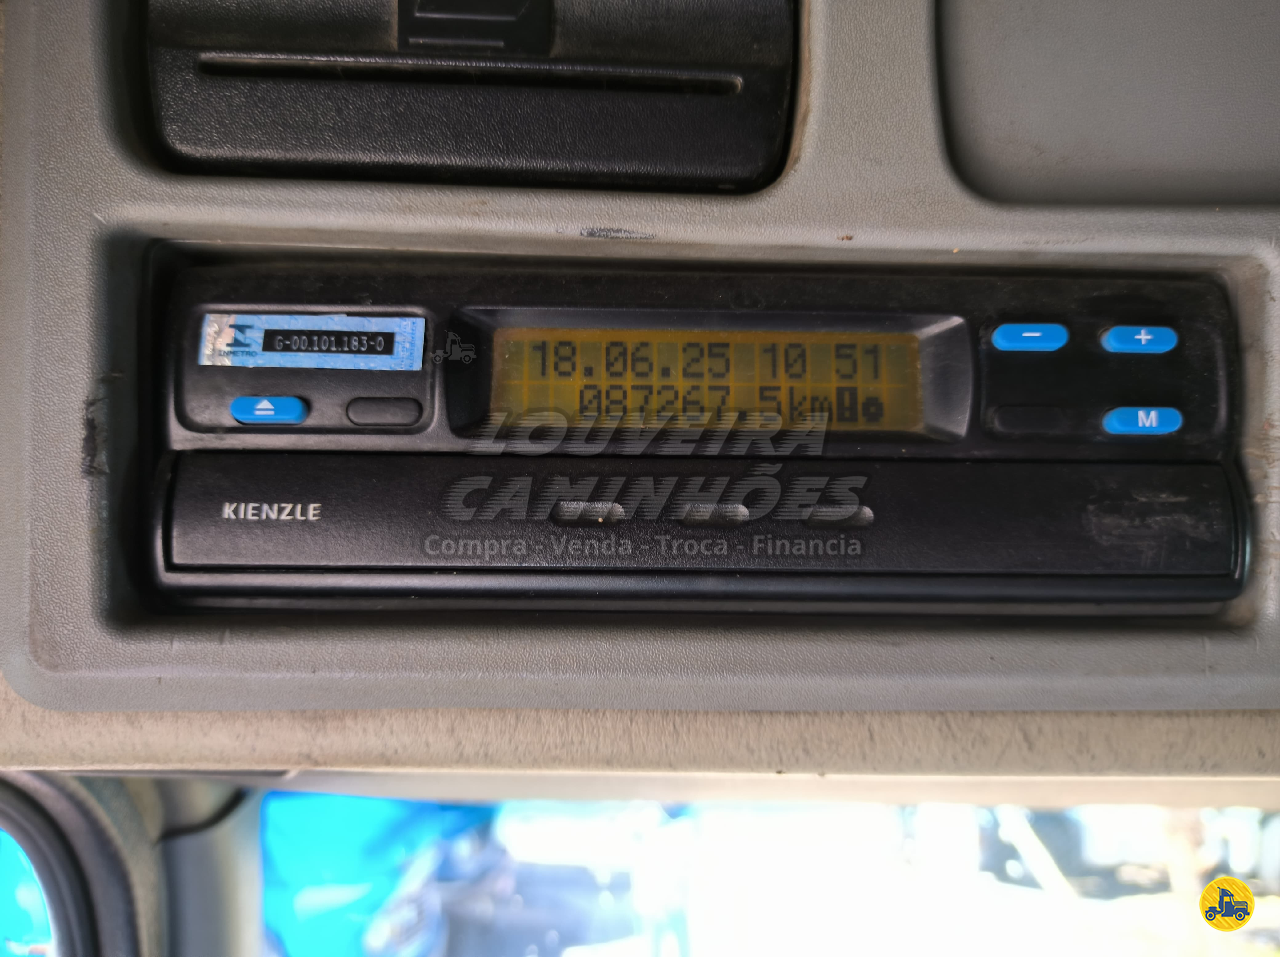 INMETRO
G-00.101.183-0
18.06.25 10 51
087267.5km
− +
M
LOUVEIRA
CAMINHÕES
KIENZLE
Compra - Venda - Troca - Financia